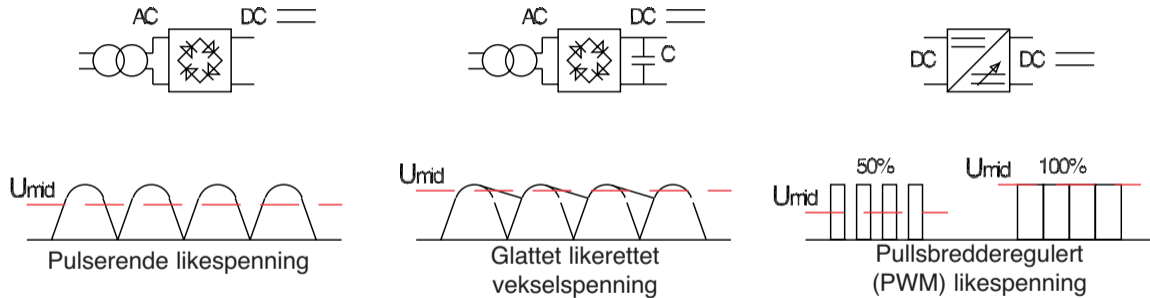 AC DC
AC DC
C
DC DC
Umid
Umid
Umid 50%
Umid 100%
Pulserende likespenning
Glattet likerettet
vekselspenning
Pullsbredderegulert
(PWM) likespenning